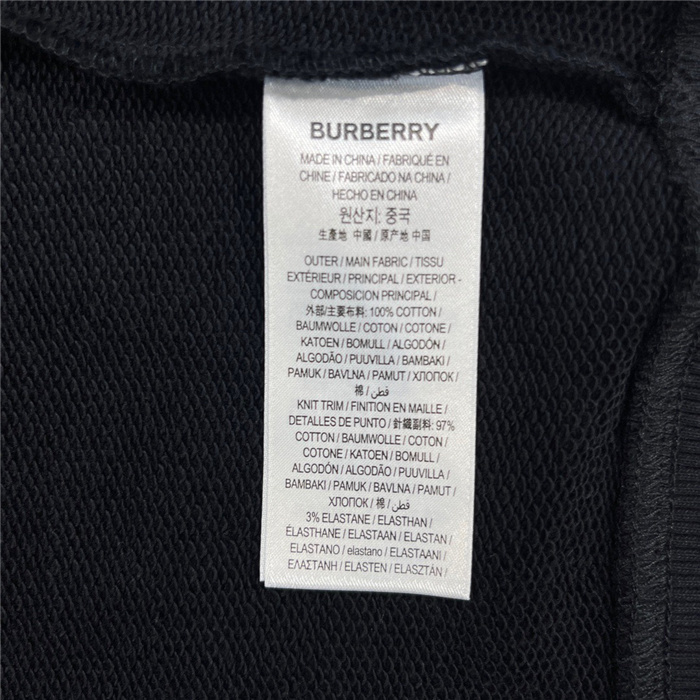 BURBERRY
MADE IN CHINA / FABRIQUÉ EN
CHINE / FABRICADO NA CHINA /
HECHO EN CHINA
원산지: 중국
生產地 中國 / 原产地 中国
OUTER / MAIN FABRIC / TISSU
EXTÉRIEUR / PRINCIPAL / EXTERIOR -
COMPOSICION PRINCIPAL /
外部/主要布料: 100% COTTON /
BAUMWOLLE / COTON / COTONE /
KATOEN / BOMULL / ALGODÓN /
ALGODÃO / PUUVILLA / BAMBAKI /
PAMUK / BAVLNA / PAMUT / ХЛОПОК /
棉 / قطن
KNIT TRIM / FINITION EN MAILLE /
DETALLES DE PUNTO / 針織副料: 97%
COTTON / BAUMWOLLE / COTON /
COTONE / KATOEN / BOMULL /
ALGODÓN / ALGODÃO / PUUVILLA /
BAMBAKI / PAMUK / BAVLNA / PAMUT /
ХЛОПОК / 棉 / قطن
3% ELASTANE / ELASTHAN /
ÉLASTHANE / ELASTAAN / ELASTAN /
ELASTANO / elastano / ELASTAANI /
ΕΛΑΣΤΑΝΗ / ELASTEN / ELASZTÁN /